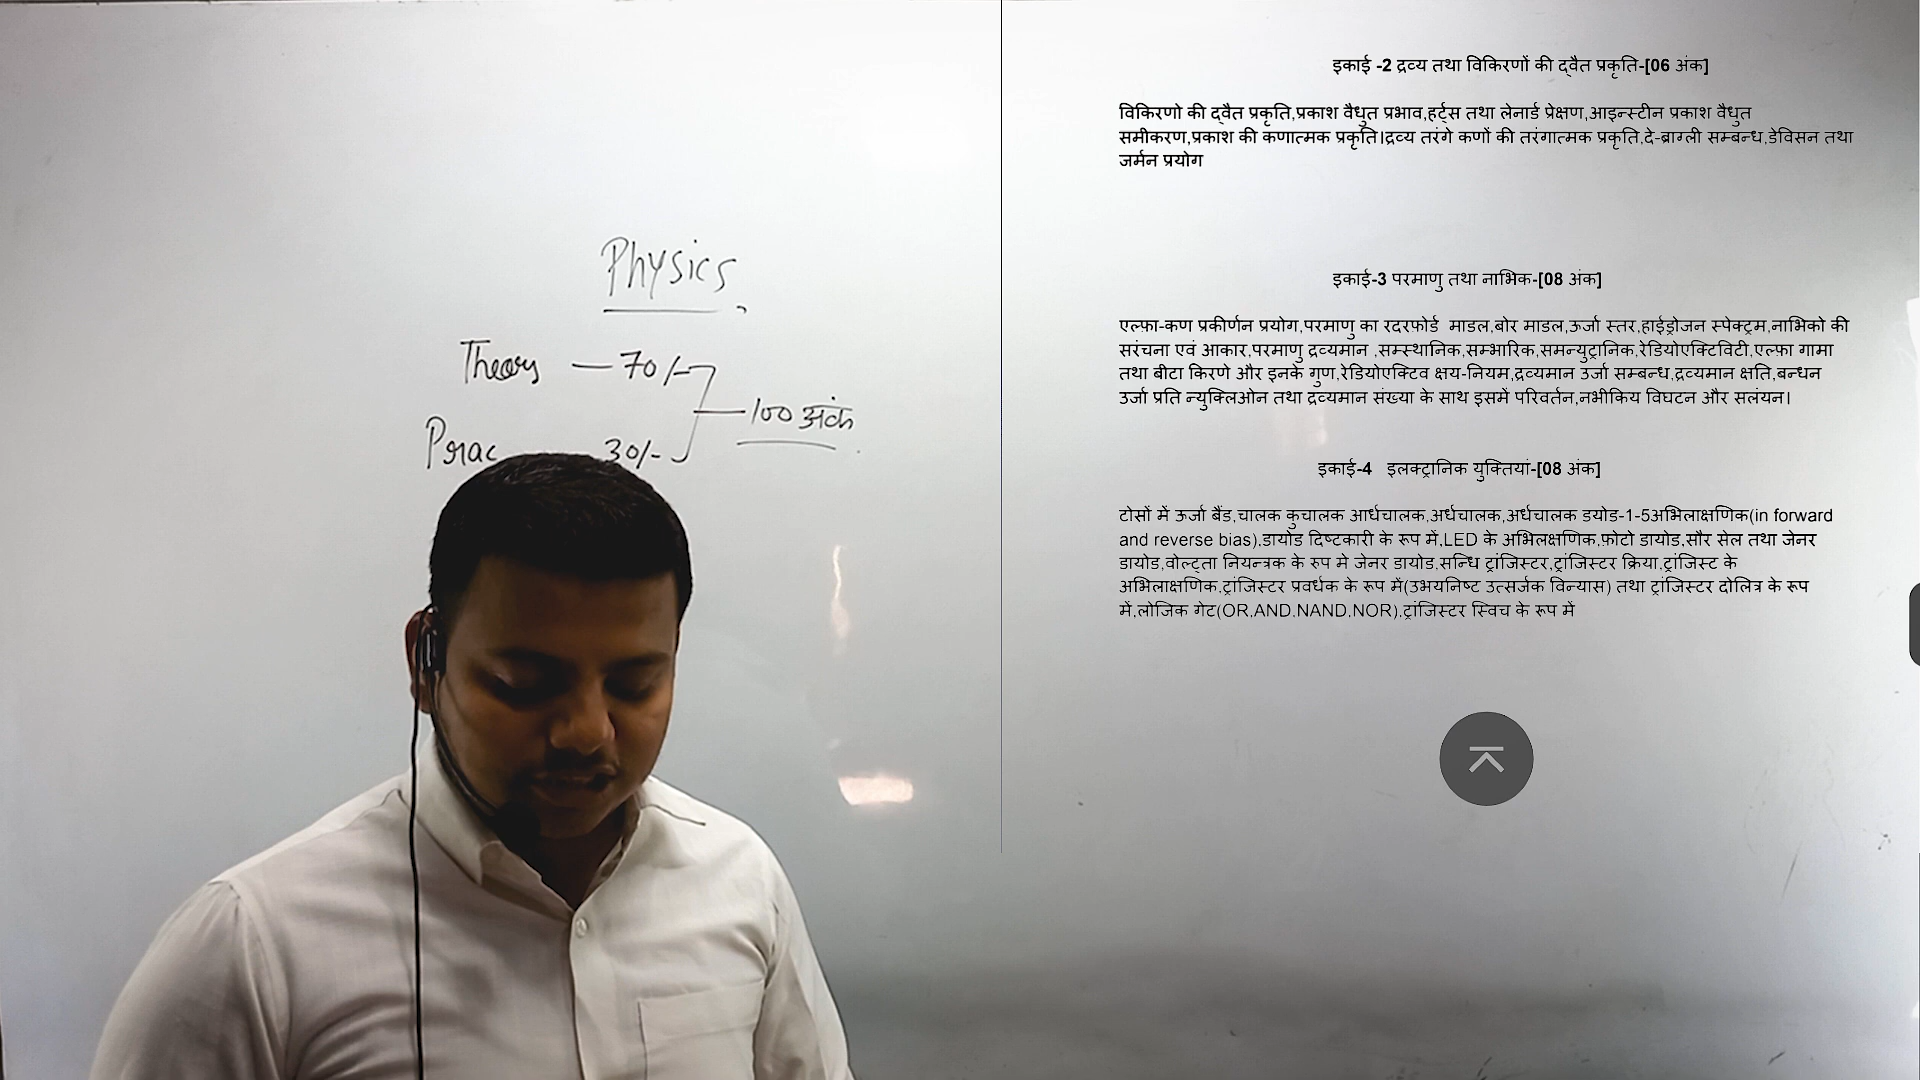 Physics
Theory — 70/-
100 अंक
Prac
30/-
इकाई -2 द्रव्य तथा विकिरणों की द्वैत प्रकृति-[06 अंक]
विकिरणो की द्वैत प्रकृति,प्रकाश वैधुत प्रभाव,हर्ट्स तथा लेनार्ड प्रेक्षण,आइन्स्टीन प्रकाश वैधुत
समीकरण,प्रकाश की कणात्मक प्रकृति।द्रव्य तरंगे कणों की तरंगात्मक प्रकृति,दे-ब्राग्ली सम्बन्ध,डेविसन तथा
जर्मन प्रयोग
इकाई-3 परमाणु तथा नाभिक-[08 अंक]
एल्फ़ा-कण प्रकीर्णन प्रयोग,परमाणु का रदरफ़ोर्ड माडल,बोर माडल,ऊर्जा स्तर,हाईड्रोजन स्पेक्ट्रम,नाभिको की
सरंचना एवं आकार,परमाणु द्रव्यमान ,सम्स्थानिक,सम्भारिक,समन्युट्रानिक,रेडियोएक्टिविटी,एल्फ़ा गामा
तथा बीटा किरणे और इनके गुण,रेडियोएक्टिव क्षय-नियम,द्रव्यमान उर्जा सम्बन्ध,द्रव्यमान क्षति,बन्धन
उर्जा प्रति न्युक्लिओन तथा द्रव्यमान संख्या के साथ इसमें परिवर्तन,नभीकिय विघटन और सलंयन।
इकाई-4 इलक्ट्रानिक युक्तियां-[08 अंक]
टोसों में ऊर्जा बैंड,चालक कुचालक आर्धचालक,अर्धचालक,अर्धचालक डयोड-1-5अभिलाक्षणिक(in forward
and reverse bias),डायोड दिष्टकारी के रूप में,LED के अभिलक्षणिक,फ़ोटो डायोड,सौर सेल तथा जेनर
डायोड,वोल्ट्ता नियन्त्रक के रुप मे जेनर डायोड,सन्धि ट्रांजिस्टर,ट्रांजिस्टर क्रिया,ट्रांजिस्ट के
अभिलाक्षणिक,ट्रांजिस्टर प्रवर्धक के रूप में(उभयनिष्ट उत्सर्जक विन्यास) तथा ट्रांजिस्टर दोलित्र के रूप
में,लोजिक गेट(OR,AND,NAND,NOR),ट्रांजिस्टर स्विच के रूप में